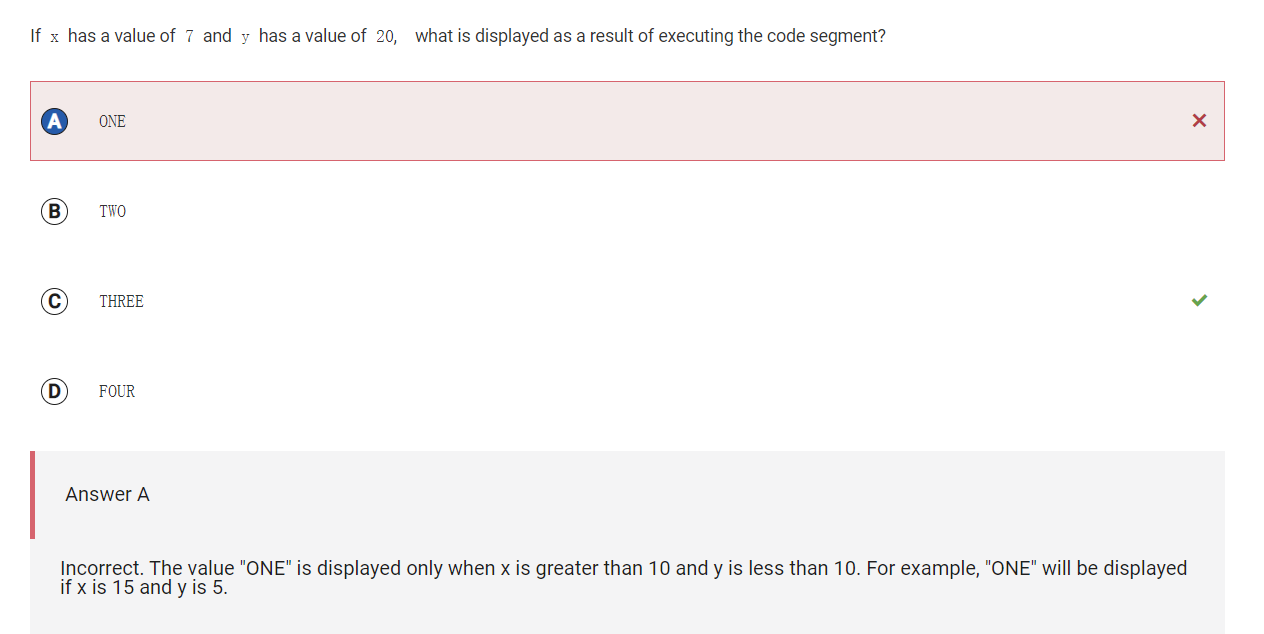 If x has a value of 7 and y has a value of 20, what is displayed as a result of executing the code segment?
A ONE
B TWO
C THREE
D FOUR
Answer A
Incorrect. The value "ONE" is displayed only when x is greater than 10 and y is less than 10. For example, "ONE" will be displayed
if x is 15 and y is 5.